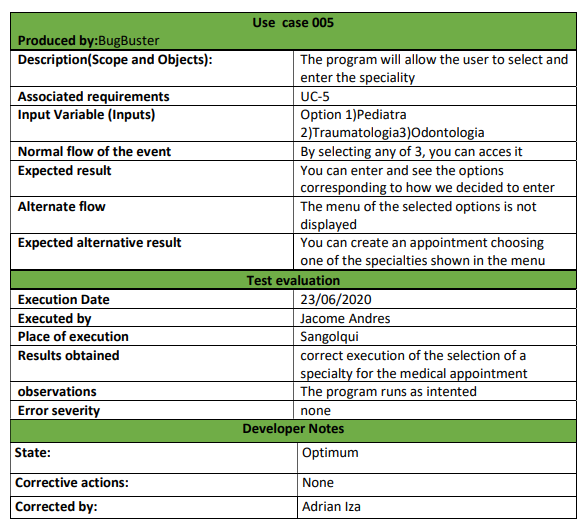 Use case 005
Produced by:BugBuster
Description(Scope and Objects): The program will allow the user to select and
enter the speciality
Associated requirements UC-5
Input Variable (Inputs) Option 1)Pediatra
2)Traumatologia3)Odontologia
Normal flow of the event By selecting any of 3, you can acces it
Expected result You can enter and see the options
corresponding to how we decided to enter
Alternate flow The menu of the selected options is not
displayed
Expected alternative result You can create an appointment choosing
one of the specialties shown in the menu
Test evaluation
Execution Date 23/06/2020
Executed by Jacome Andres
Place of execution Sangolqui
Results obtained correct execution of the selection of a
specialty for the medical appointment
observations The program runs as intented
Error severity none
Developer Notes
State: Optimum
Corrective actions: None
Corrected by: Adrian Iza